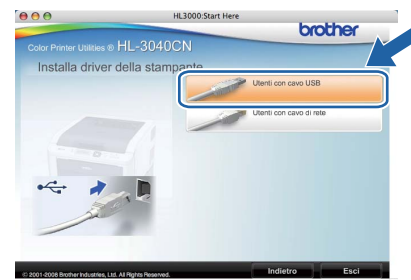 HL3000:Start Here
brother
Color Printer Utilities ® HL-3040CN
Installa driver della stampante
Utenti con cavo USB
Utenti con cavo di rete
© 2001-2008 Brother Industries, Ltd. All Rights Reserved.
Indietro
Esci